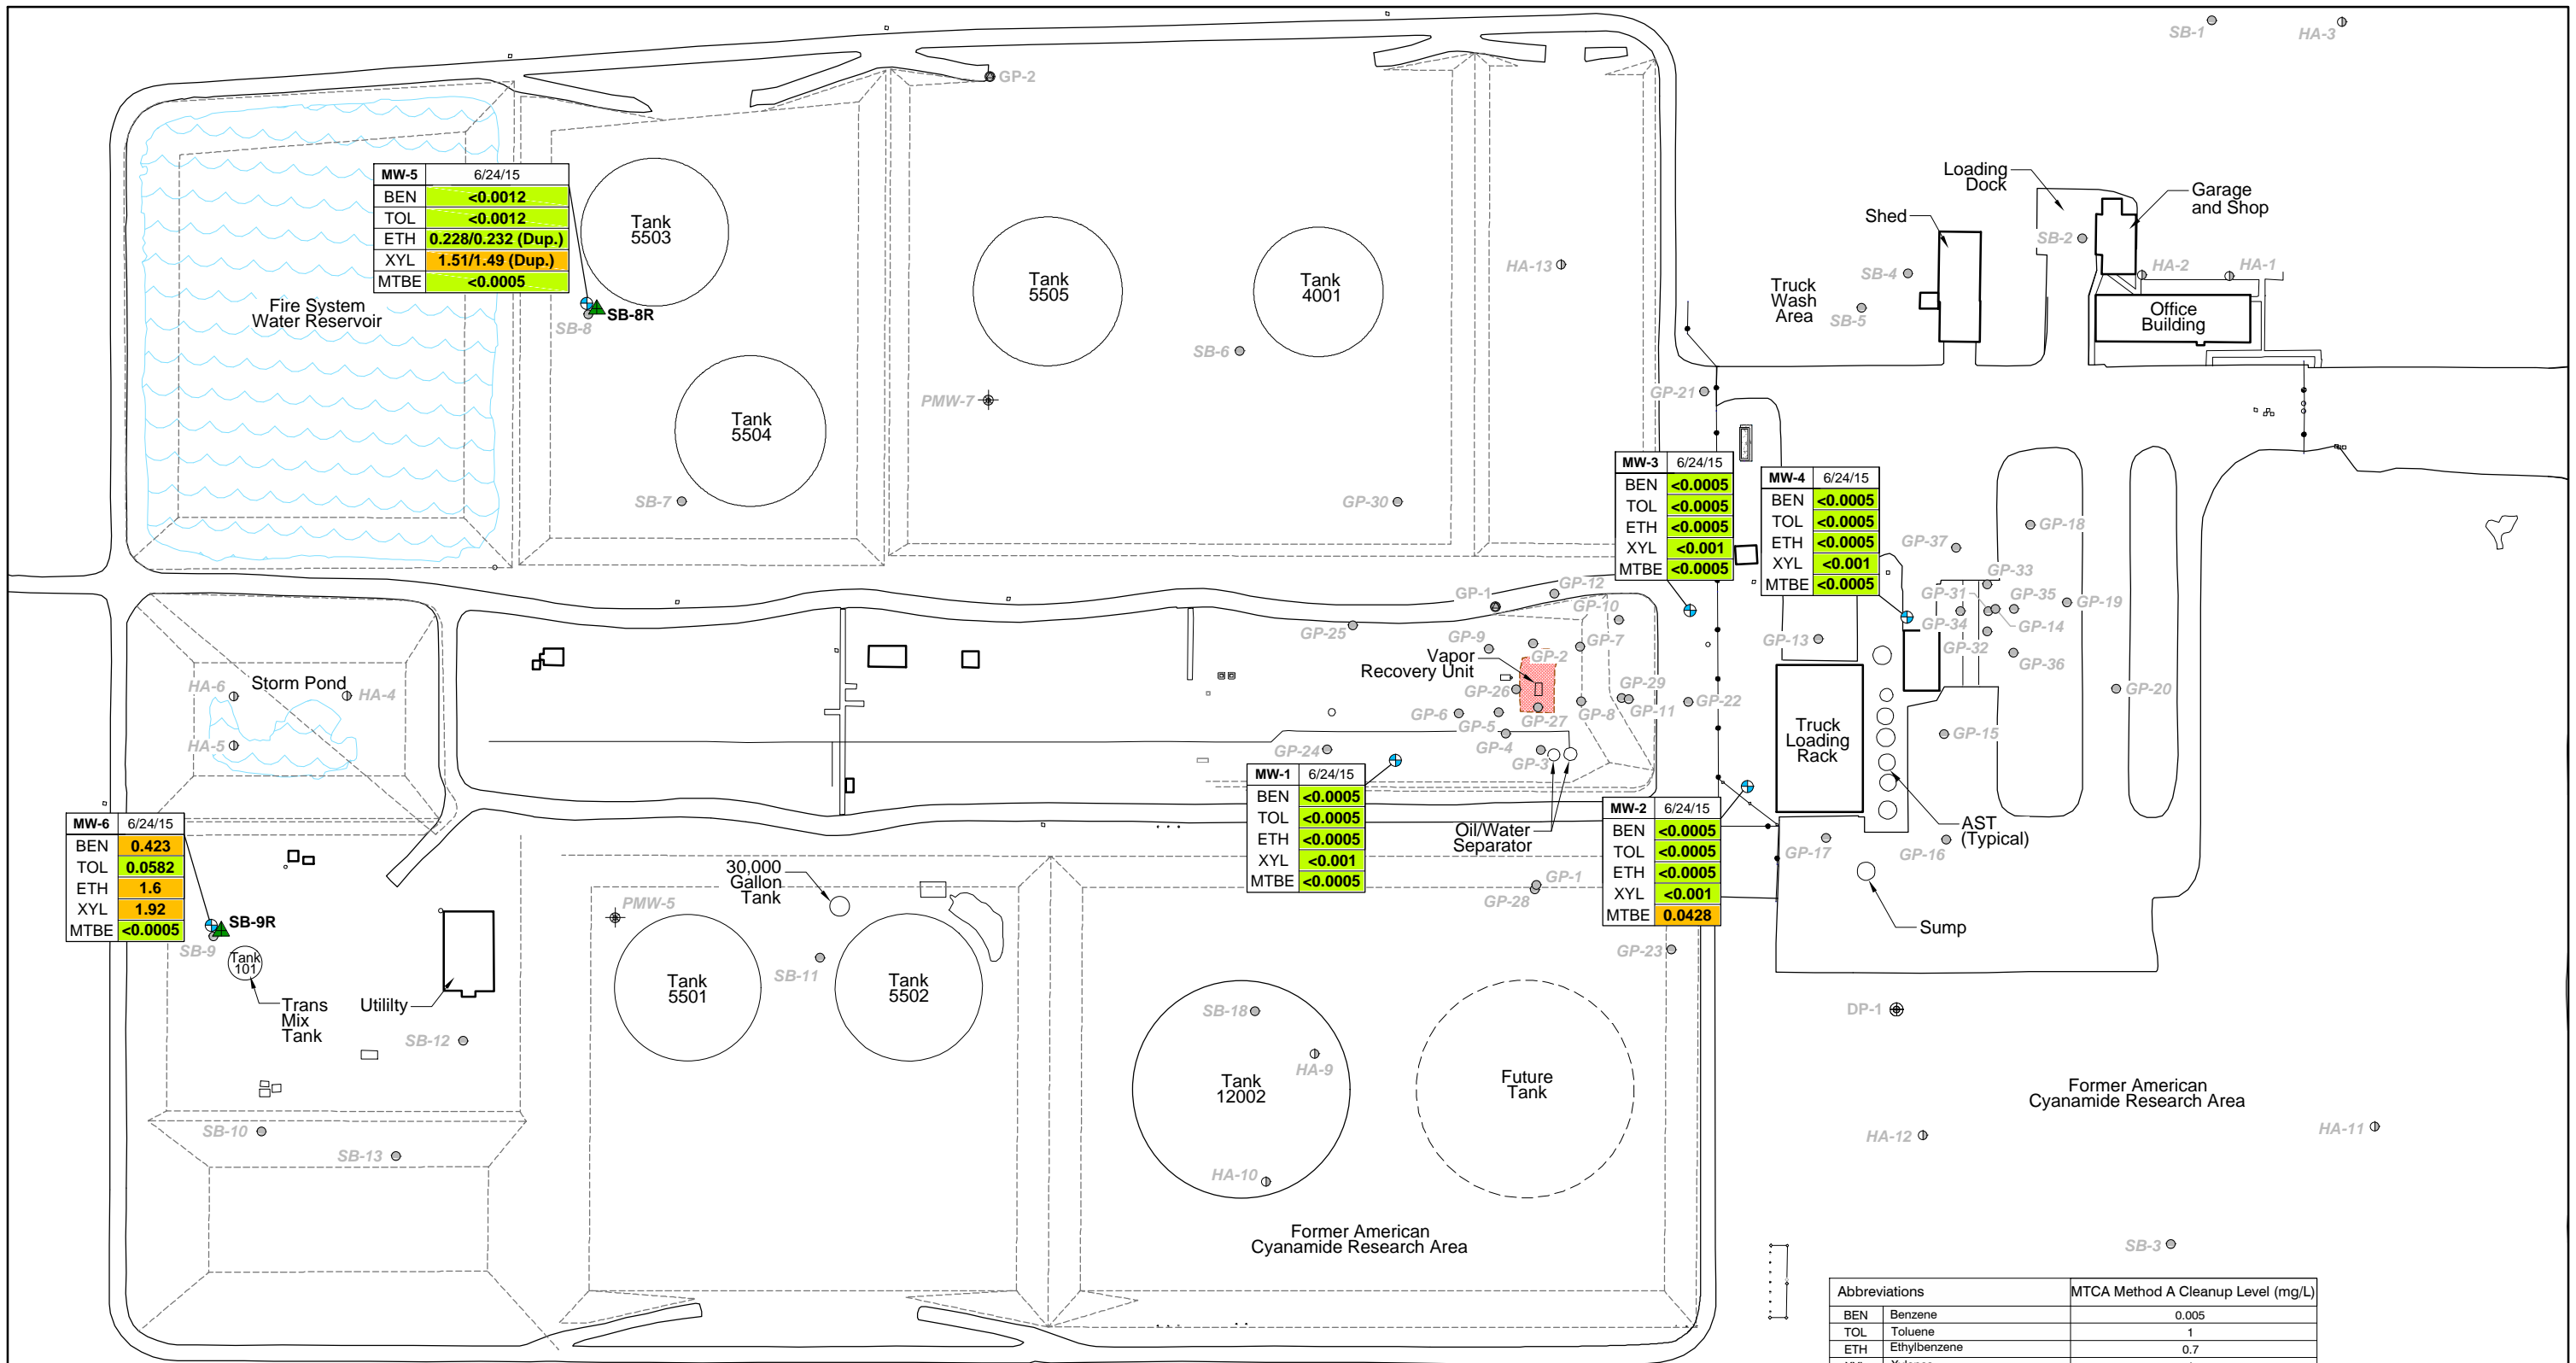 SB-1
HA-3
GP-2
MW-5 6/24/15
BEN <0.0012
TOL <0.0012
ETH 0.228/0.232 (Dup.)
XYL 1.51/1.49 (Dup.)
MTBE <0.0005
Fire System
Water Reservoir
SB-8
SB-8R
Tank
5503
Tank
5504
SB-7
Tank
5505
Tank
4001
SB-6
PMW-7
GP-30
HA-13
Loading
Dock
Garage
and Shop
Shed
SB-2
SB-4
HA-2
HA-1
Truck
Wash
Area
SB-5
Office
Building
GP-21
MW-3 6/24/15
BEN <0.0005
TOL <0.0005
ETH <0.0005
XYL <0.001
MTBE <0.0005
MW-4 6/24/15
BEN <0.0005
TOL <0.0005
ETH <0.0005
XYL <0.001
MTBE <0.0005
GP-18
GP-37
GP-33
GP-31
GP-35
GP-19
GP-34
GP-14
GP-32
GP-36
GP-20
GP-13
GP-15
GP-1
GP-12
GP-10
GP-25
GP-9
GP-2
GP-7
Vapor
Recovery Unit
GP-26
GP-29
GP-6
GP-5
GP-27
GP-8
GP-11
GP-22
GP-24
GP-4
GP-3
Truck
Loading
Rack
HA-6
Storm Pond
HA-4
HA-5
MW-1 6/24/15
BEN <0.0005
TOL <0.0005
ETH <0.0005
XYL <0.001
MTBE <0.0005
Oil/Water
Separator
MW-2 6/24/15
BEN <0.0005
TOL <0.0005
ETH <0.0005
XYL <0.001
MTBE 0.0428
GP-17
GP-16
AST
(Typical)
Sump
MW-6 6/24/15
BEN 0.423
TOL 0.0582
ETH 1.6
XYL 1.92
MTBE <0.0005
SB-9R
SB-9
Tank
101
Trans
Mix
Tank
Utililty
SB-12
SB-10
SB-13
30,000
Gallon
Tank
PMW-5
Tank
5501
SB-11
Tank
5502
GP-1
GP-28
GP-23
SB-18
HA-9
Tank
12002
HA-10
Future
Tank
Former American
Cyanamide Research Area
DP-1
Former American
Cyanamide Research Area
HA-12
HA-11
SB-3
Abbreviations MTCA Method A Cleanup Level (mg/L)
BEN Benzene 0.005
TOL Toluene 1
ETH Ethylbenzene 0.7